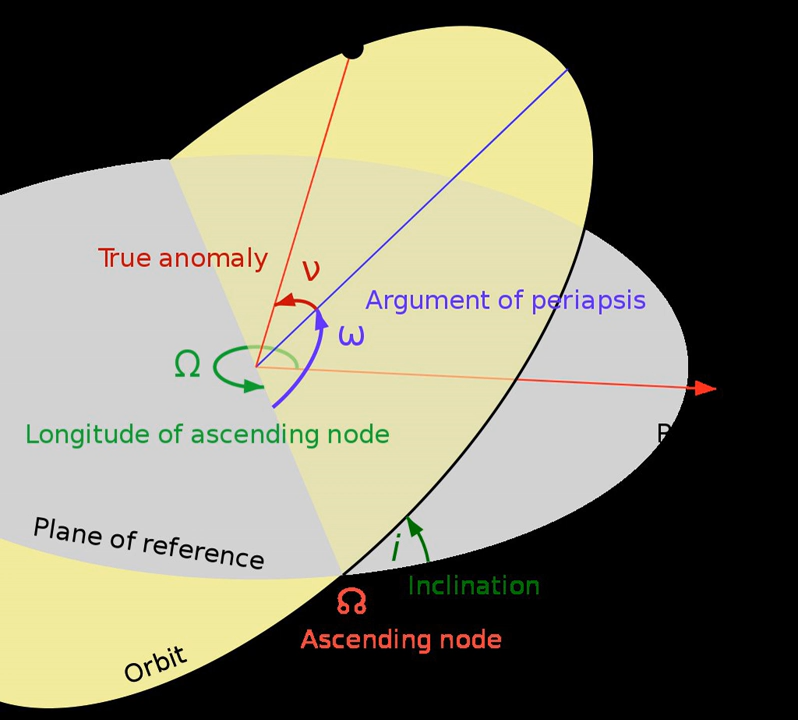 True anomaly
ν
Argument of periapsis
ω
Ω
Longitude of ascending node
Plane of reference
i
Inclination
☊
Ascending node
Orbit